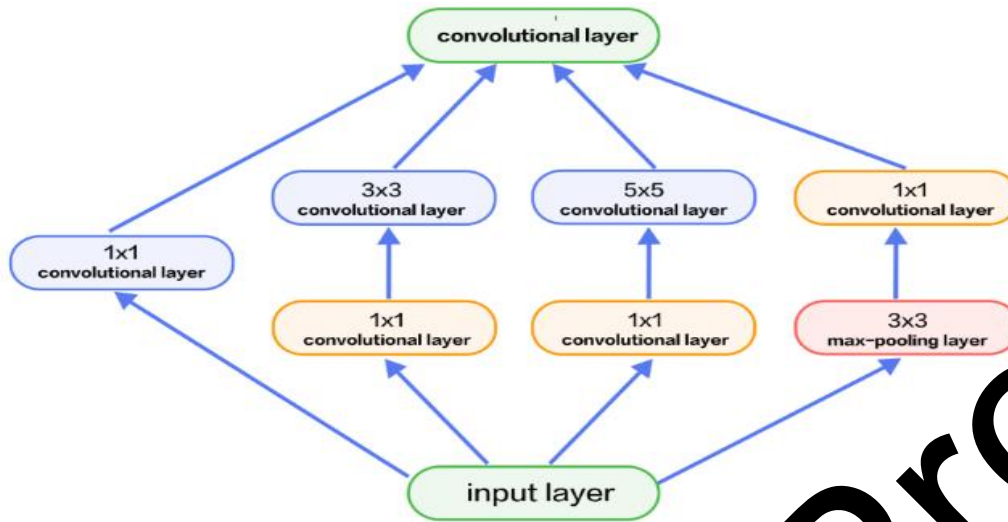 convolutional layer
3x3
convolutional layer
5x5
convolutional layer
1x1
convolutional layer
1x1
convolutional layer
1x1
convolutional layer
1x1
convolutional layer
3x3
max-pooling layer
input layer